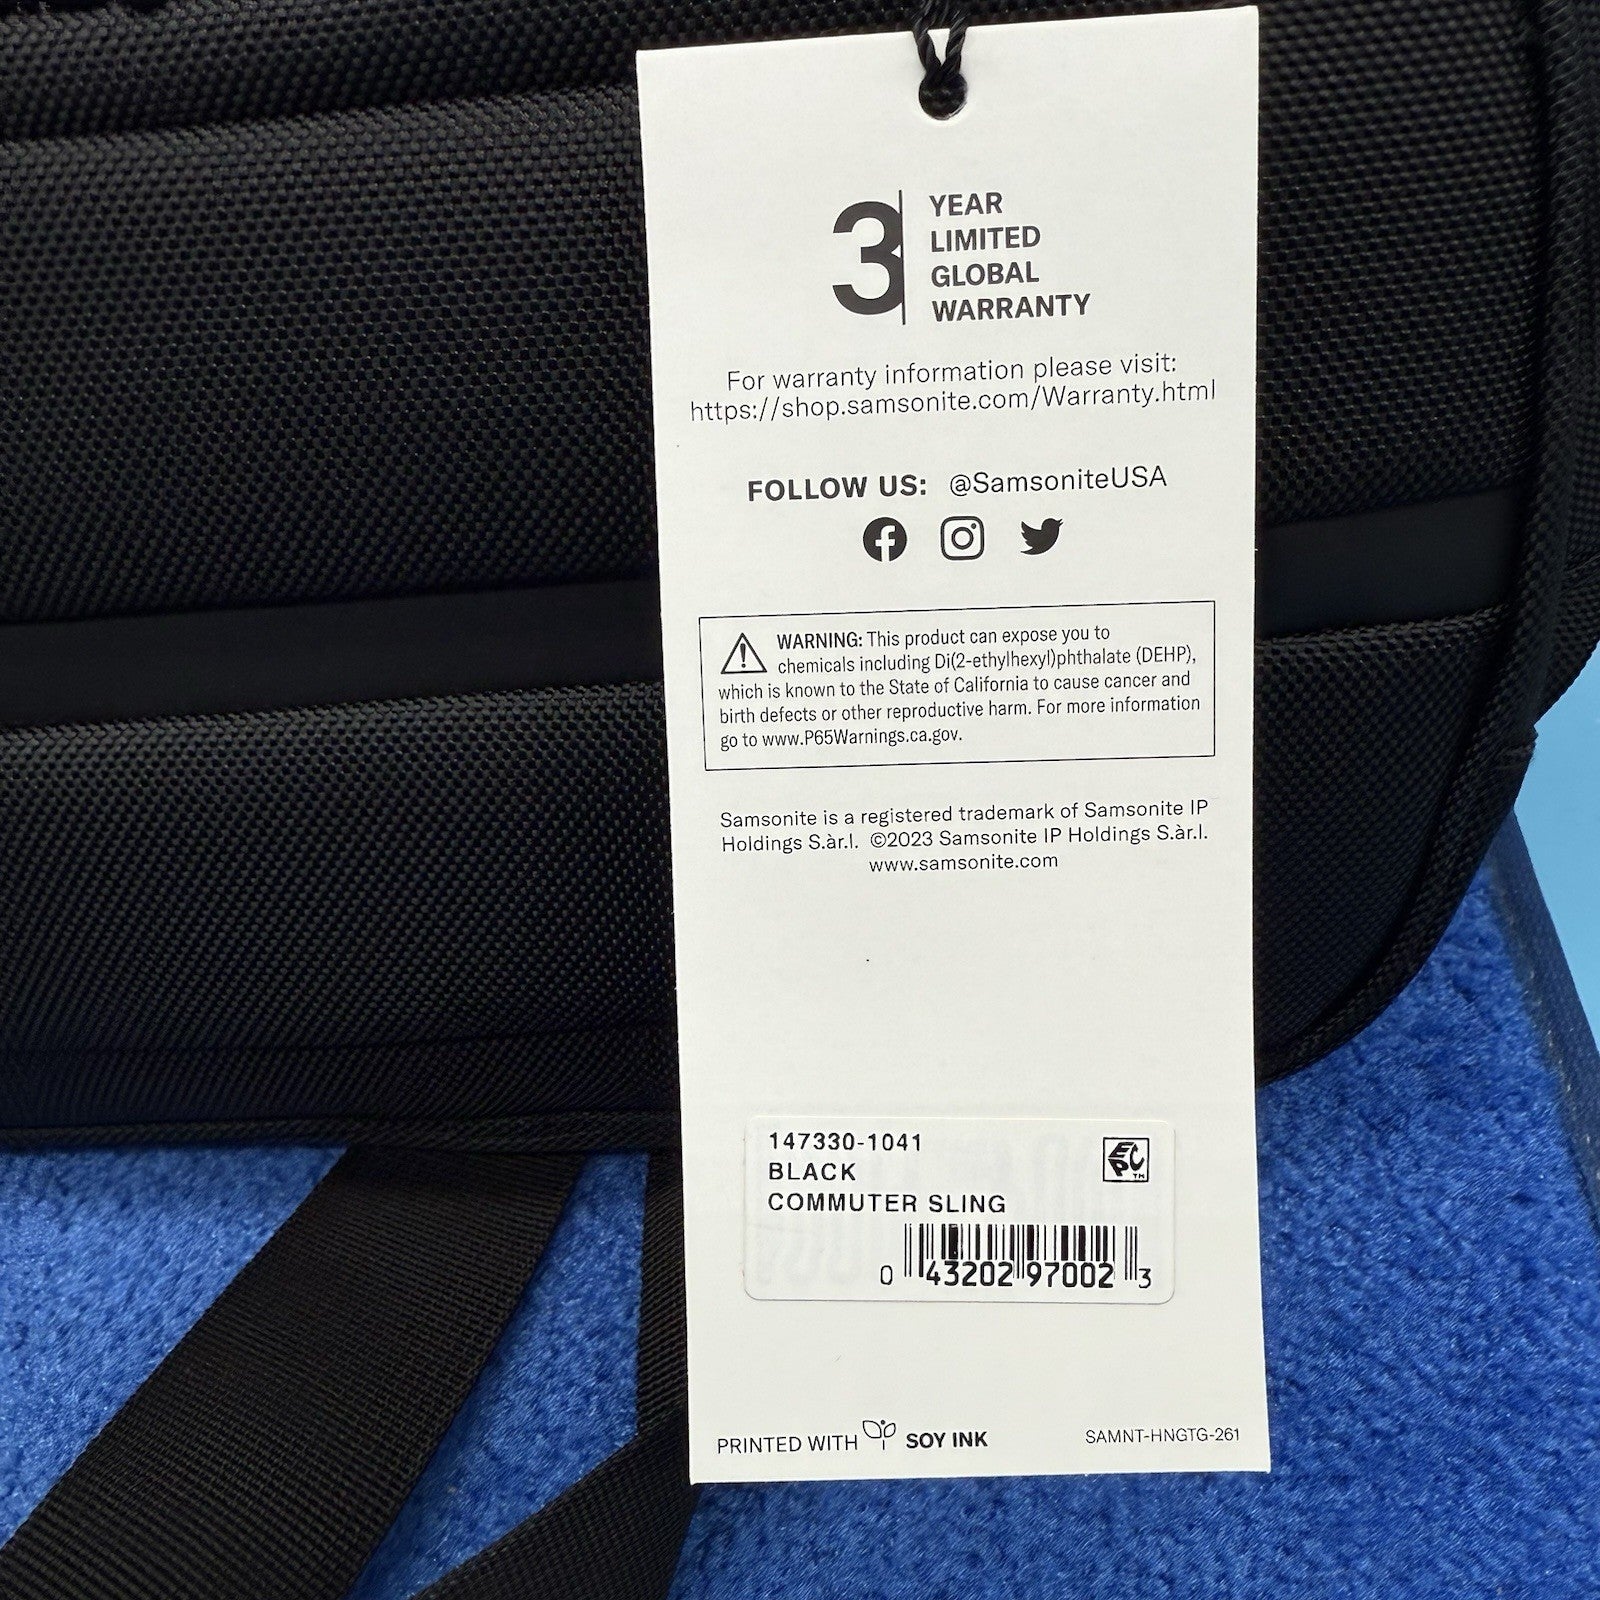 3 YEAR
LIMITED
GLOBAL
WARRANTY
For warranty information please visit:
https://shop.samsonite.com/Warranty.html
FOLLOW US: @SamsoniteUSA
WARNING: This product can expose you to
chemicals including Di(2-ethylhexyl)phthalate (DEHP),
which is known to the State of California to cause cancer and
birth defects or other reproductive harm. For more information
go to www.P65Warnings.ca.gov.
Samsonite is a registered trademark of Samsonite IP
Holdings S.àr.l. ©2023 Samsonite IP Holdings S.àr.l.
www.samsonite.com
147330-1041
BLACK
COMMUTER SLING
EPC™
0 43202 97002 3
PRINTED WITH SOY INK
SAMNT-HNGTG-261